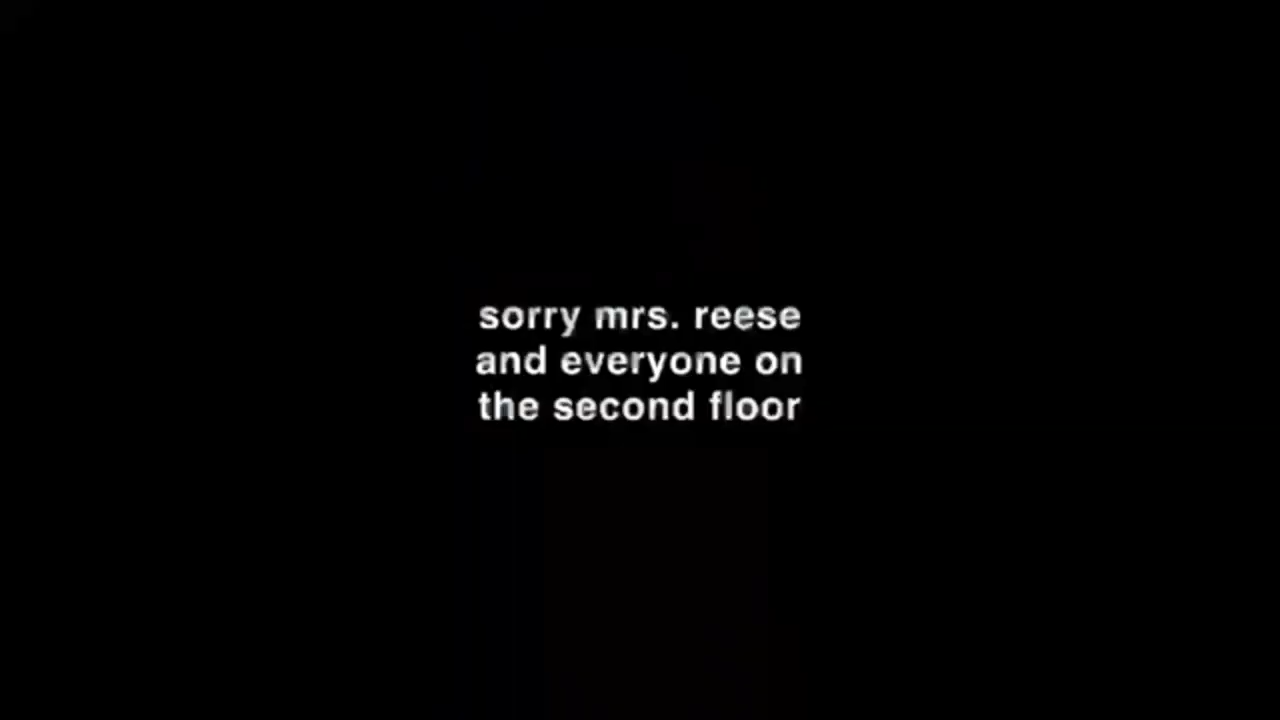 sorry mrs. reese
and everyone on
the second floor